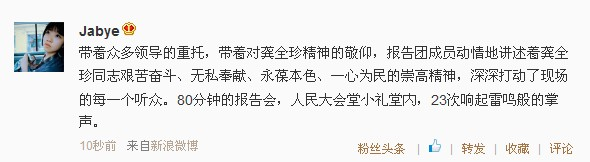 Jabye
带着众多领导的重托，带着对龚全珍精神的敬仰，报告团成员动情地讲述着龚全
珍同志艰苦奋斗、无私奉献、永葆本色、一心为民的崇高精神，深深打动了现场
的每一个听众。80分钟的报告会，人民大会堂小礼堂内，23次响起雷鸣般的掌
声。
10秒前 来自新浪微博 粉丝头条 | | 转发 | 收藏 | 评论